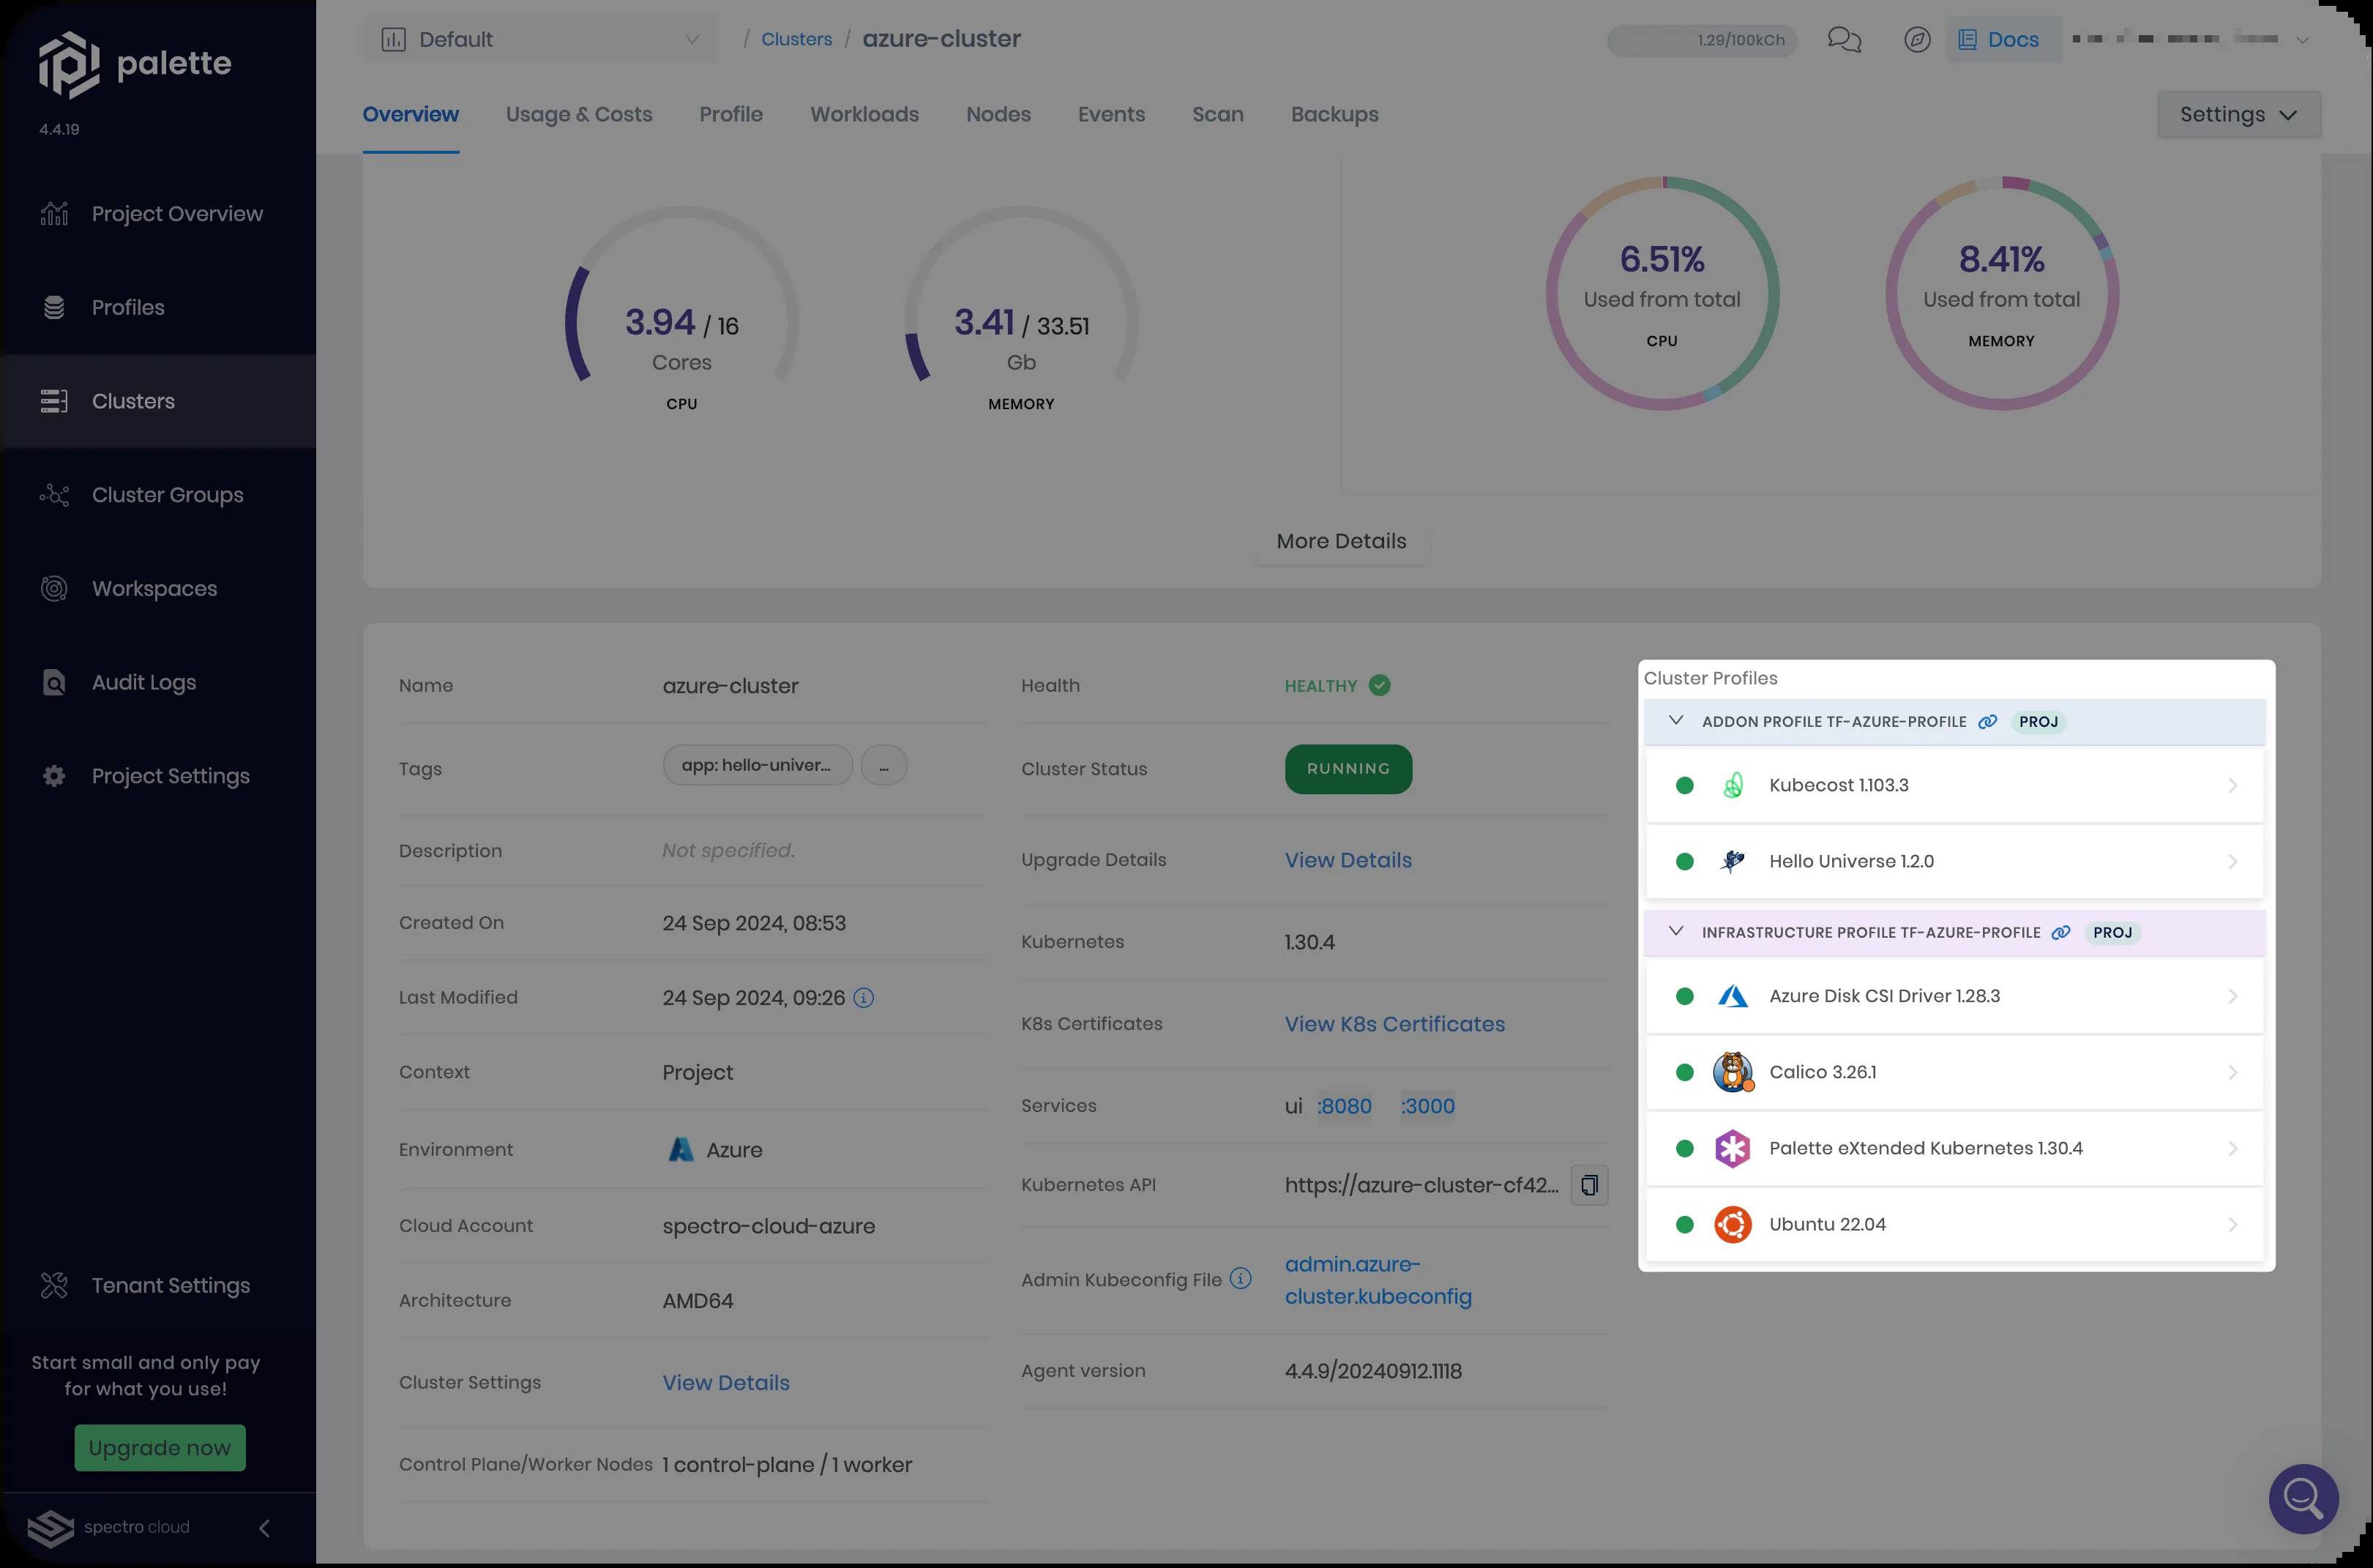 palette
4.4.19
Project Overview
Profiles
Clusters
Cluster Groups
Workspaces
Audit Logs
Project Settings
Tenant Settings
Start small and only pay
for what you use!
Upgrade now
spectro cloud
Default
/ Clusters / azure-cluster
1.29/100kCh
Docs
Overview
Usage & Costs
Profile
Workloads
Nodes
Events
Scan
Backups
Settings
3.94 / 16
Cores
CPU
3.41 / 33.51
Gb
MEMORY
6.51%
Used from total
CPU
8.41%
Used from total
MEMORY
More Details
Name azure-cluster
Tags app: hello-univer... ...
Description Not specified.
Created On 24 Sep 2024, 08:53
Last Modified 24 Sep 2024, 09:26
Context Project
Environment Azure
Cloud Account spectro-cloud-azure
Architecture AMD64
Cluster Settings View Details
Control Plane/Worker Nodes 1 control-plane / 1 worker
Health HEALTHY
Cluster Status RUNNING
Upgrade Details View Details
Kubernetes 1.30.4
K8s Certificates View K8s Certificates
Services ui :8080 :3000
Kubernetes API https://azure-cluster-cf42...
Admin Kubeconfig File admin.azure-
cluster.kubeconfig
Agent version 4.4.9/20240912.1118
Cluster Profiles
ADDON PROFILE TF-AZURE-PROFILE PROJ
Kubecost 1.103.3
Hello Universe 1.2.0
INFRASTRUCTURE PROFILE TF-AZURE-PROFILE PROJ
Azure Disk CSI Driver 1.28.3
Calico 3.26.1
Palette eXtended Kubernetes 1.30.4
Ubuntu 22.04